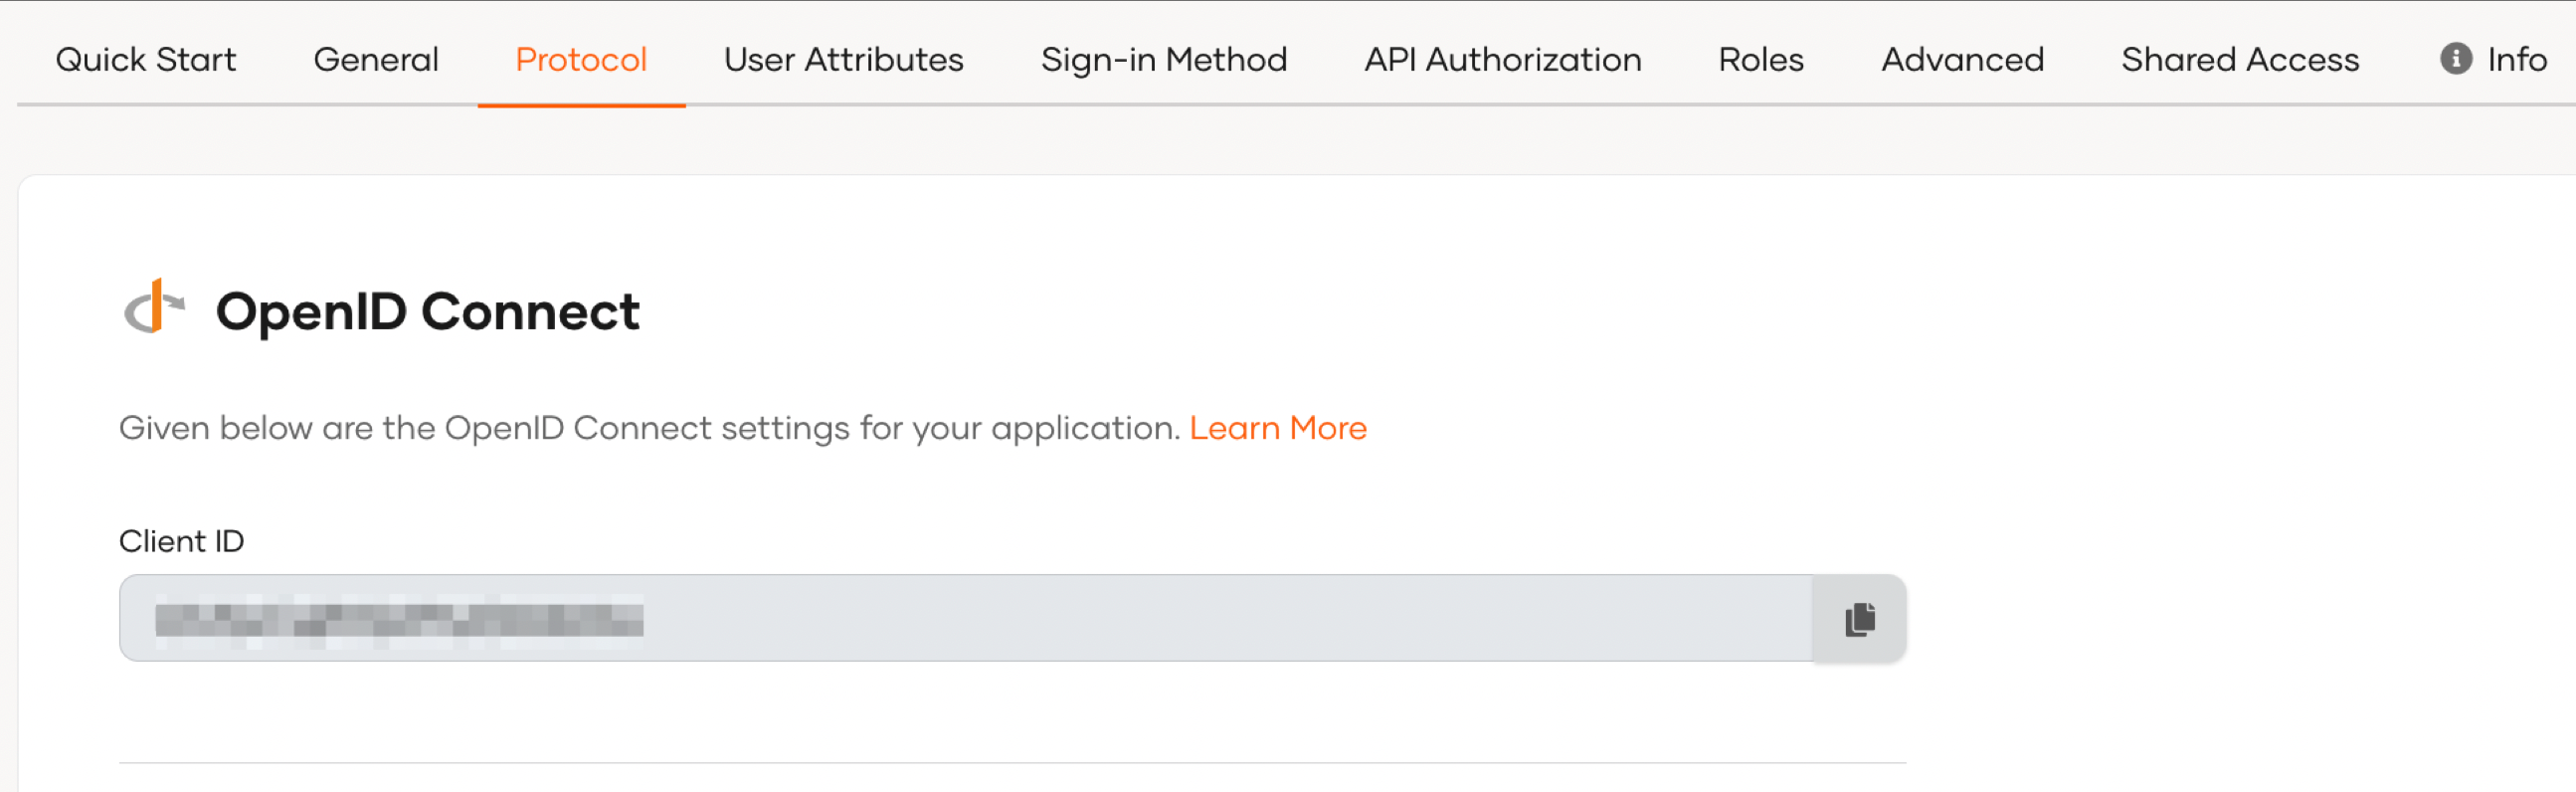 Quick Start General Protocol User Attributes Sign-in Method API Authorization Roles Advanced Shared Access Info
OpenID Connect
Given below are the OpenID Connect settings for your application. Learn More
Client ID